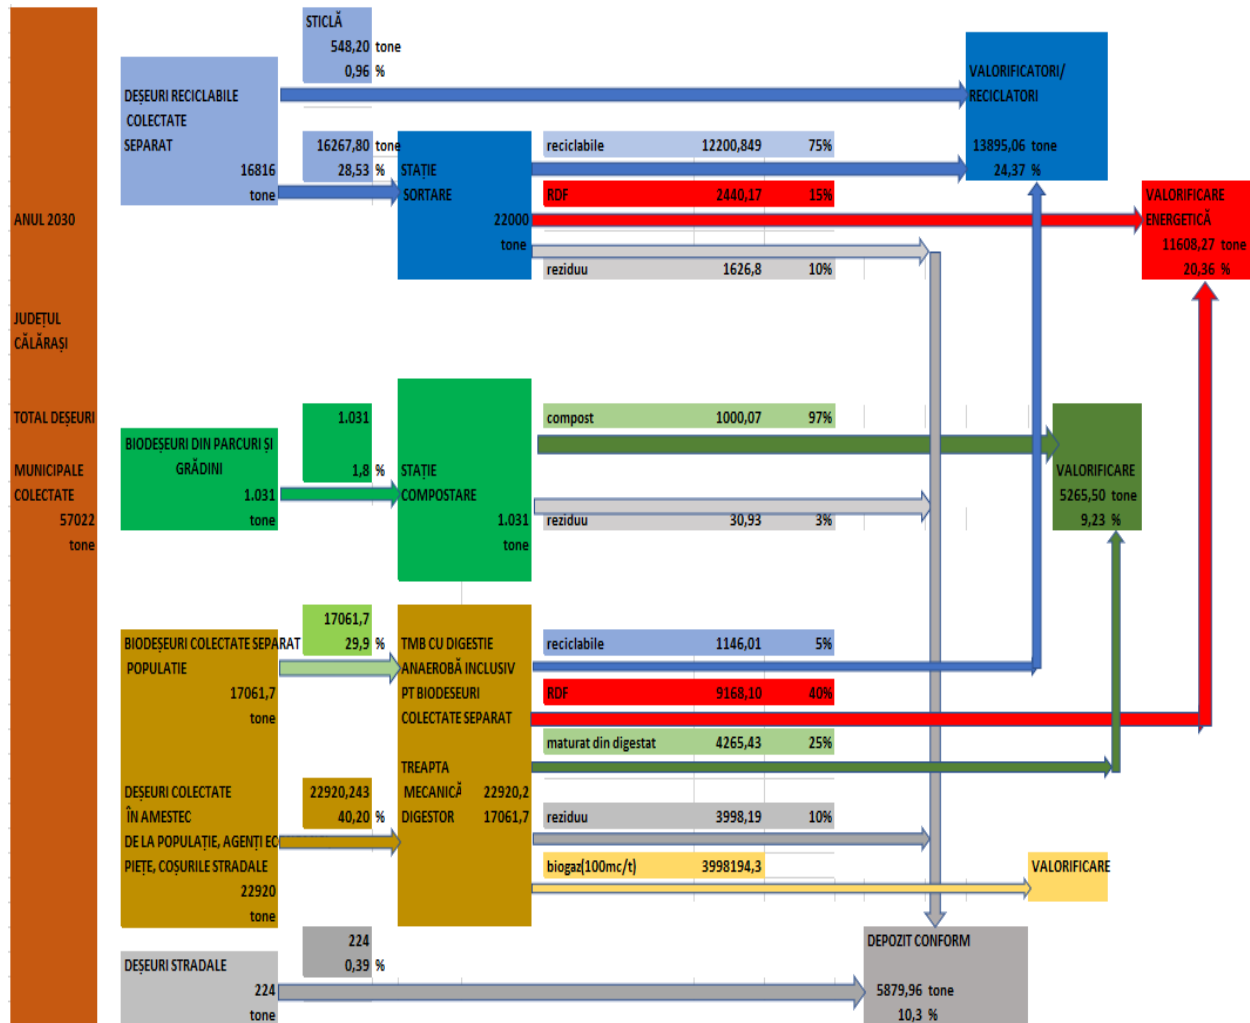 ANUL 2030
JUDEȚUL
CĂLĂRAȘI
TOTAL DEȘEURI
MUNICIPALE
COLECTATE
57022
tone
DEȘEURI RECICLABILE
COLECTATE
SEPARAT
16816
tone
STICLĂ
548,20 tone
0,96 %
16267,80 tone
28,53 %
STAȚIE
SORTARE
22000
tone
reciclabile 12200,849 75%
RDF 2440,17 15%
reziduu 1626,8 10%
VALORIFICATORI/
RECICLATORI
13895,06 tone
24,37 %
VALORIFICARE
ENERGETICĂ
11608,27 tone
20,36 %
BIODEȘEURI DIN PARCURI ȘI
GRĂDINI
1.031
tone
1.031
1,8 %
STAȚIE
COMPOSTARE
1.031
tone
compost 1000,07 97%
reziduu 30,93 3%
VALORIFICARE
5265,50 tone
9,23 %
BIODEȘEURI COLECTATE SEPARAT
POPULATIE
17061,7
tone
17061,7
29,9 %
DEȘEURI COLECTATE
ÎN AMESTEC
DE LA POPULAȚIE, AGENȚI EC
PIEȚE, COȘURILE STRADALE
22920
tone
22920,243
40,20 %
TMB CU DIGESTIE
ANAEROBĂ INCLUSIV
PT BIODESEURI
COLECTATE SEPARAT
TREAPTA
MECANICĂ 22920,2
DIGESTOR 17061,7
reciclabile 1146,01 5%
RDF 9168,10 40%
maturat din digestat 4265,43 25%
reziduu 3998,19 10%
biogaz(100mc/t) 3998194,3
VALORIFICARE
DEȘEURI STRADALE
224
tone
224
0,39 %
DEPOZIT CONFORM
5879,96 tone
10,3 %